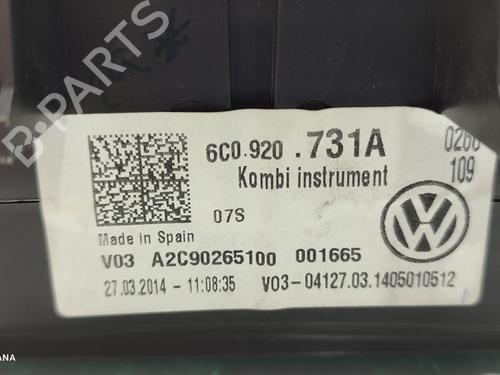 B-PARTS
6C0.920 .731A
Kombi instrument
109
07S
Made in Spain
V03 A2C90265100 001665
27.03.2014 - 11:08:35 V03-04127.03.1405010512
ANA